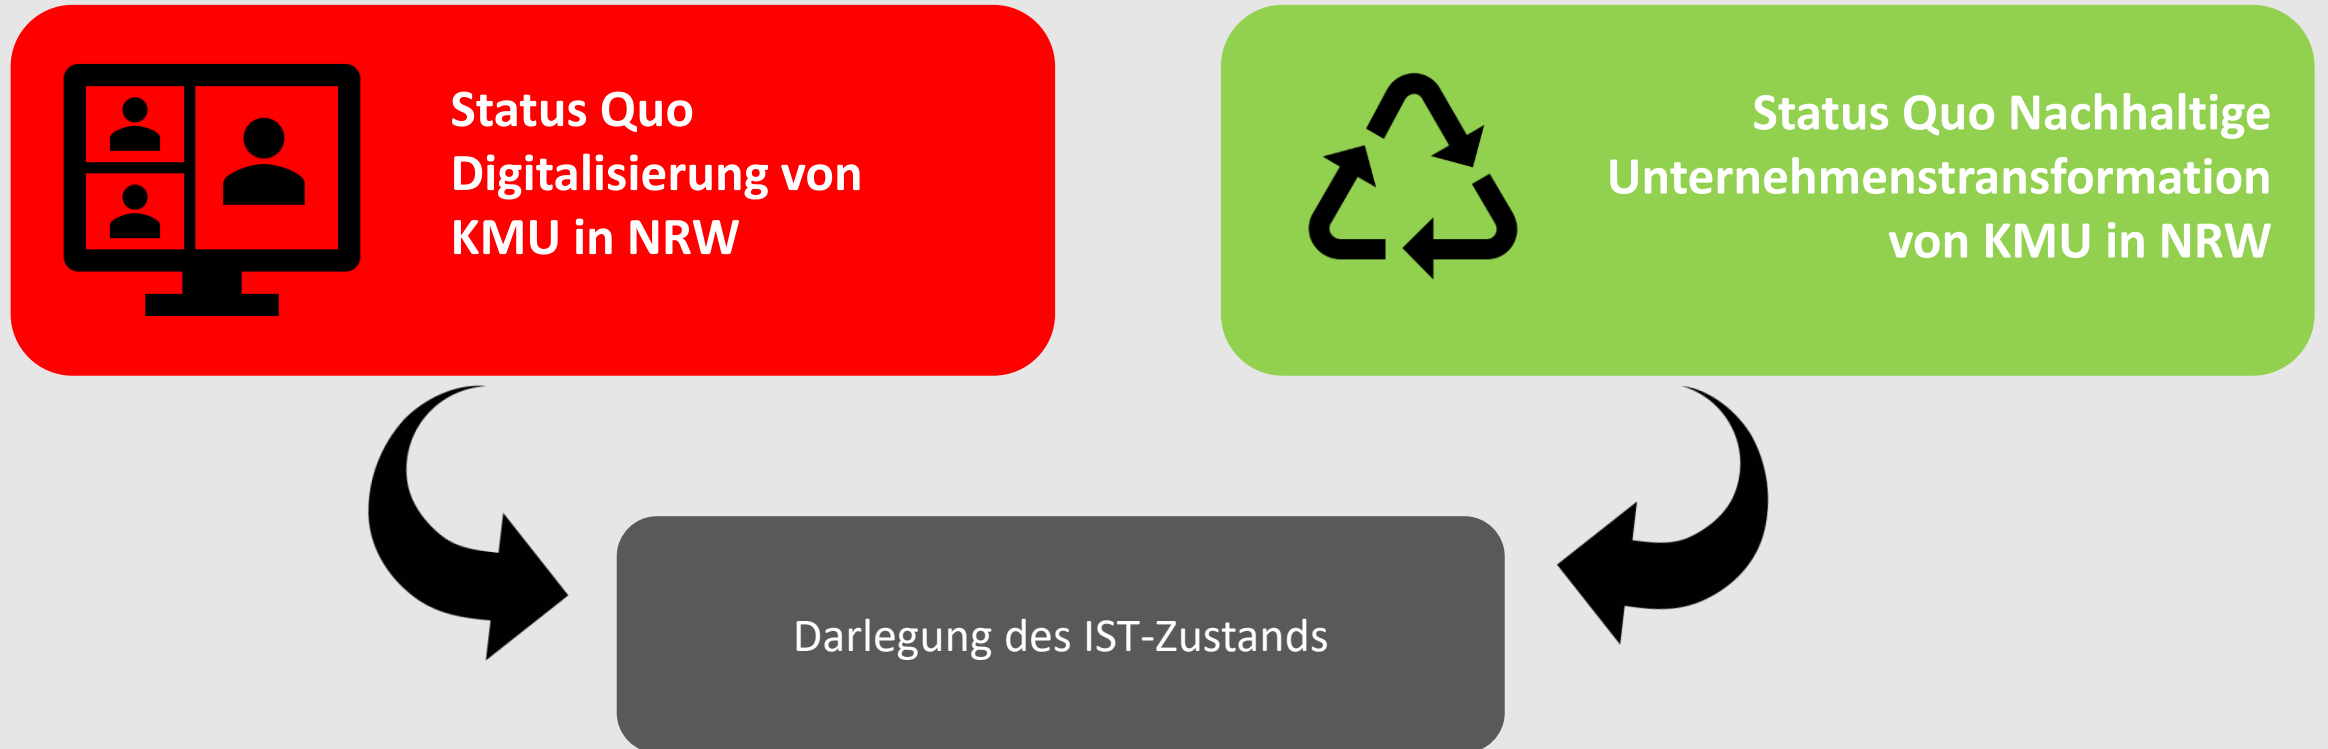 Status Quo
Digitalisierung von
KMU in NRW
Status Quo Nachhaltige
Unternehmenstransformation
von KMU in NRW
Darlegung des IST-Zustands